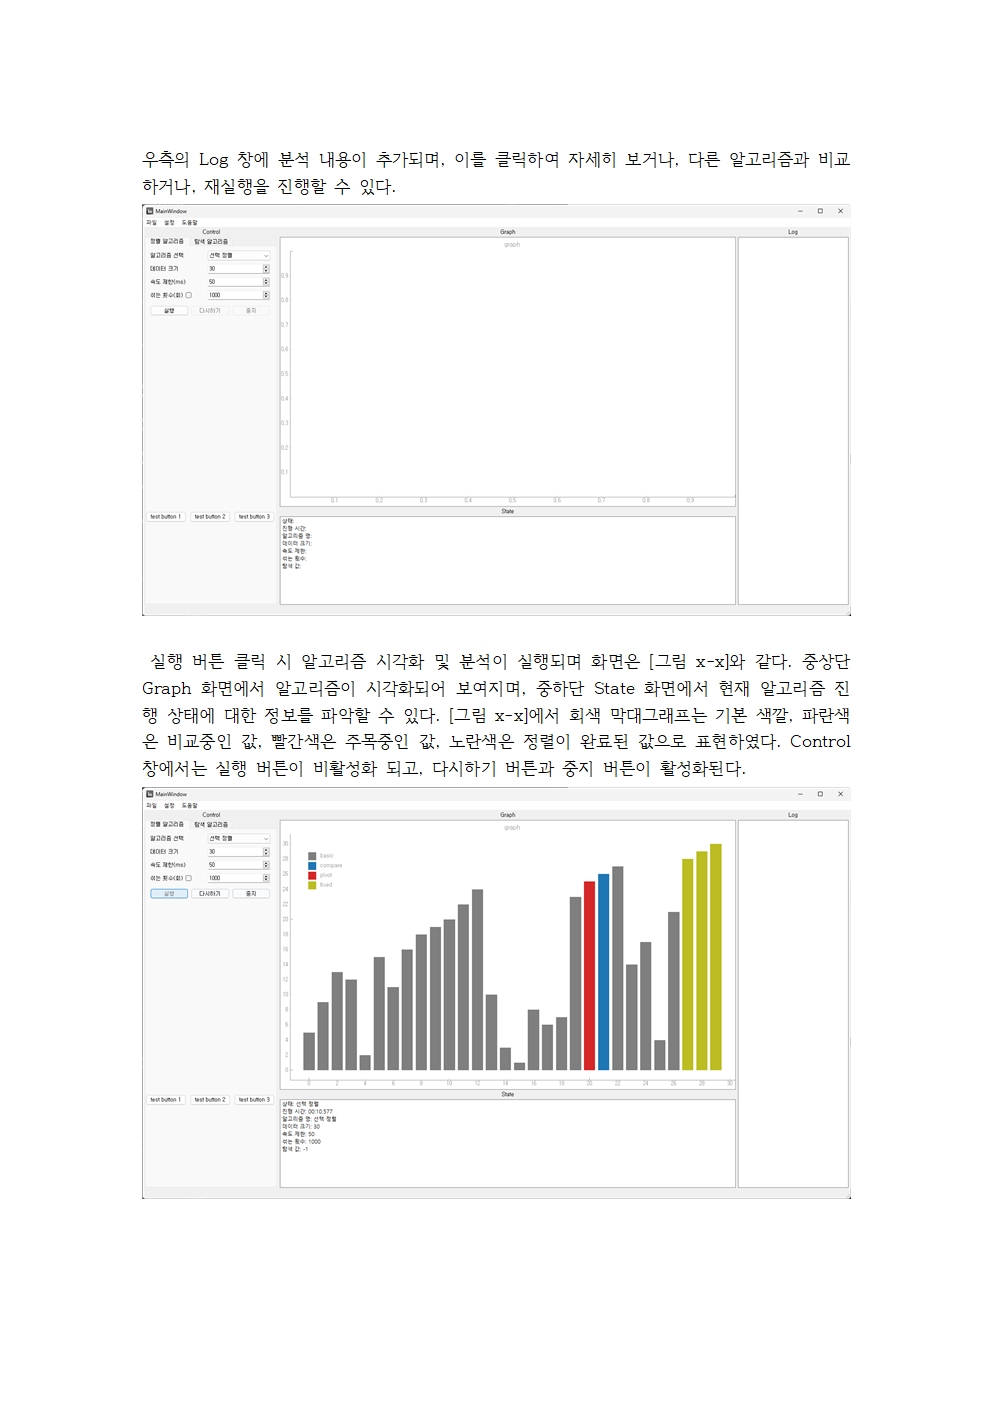 우측의 Log 창에 분석 내용이 추가되며, 이를 클릭하여 자세히 보거나, 다른 알고리즘과 비교
하거나, 재실행을 진행할 수 있다.
MainWindow
파일 설정 도움말
Control Graph Log
정렬 알고리즘 탐색 알고리즘
graph
알고리즘 선택 선택 정렬
데이터 크기 30
속도 제한(ms) 50
섞는 횟수(회) 1000
실행 다시하기 중지
0.9
0.8
0.7
0.6
0.5
0.4
0.3
0.2
0.1
0.1 0.2 0.3 0.4 0.5 0.6 0.7 0.8 0.9
State
test button 1 test button 2 test button 3
상태:
진행 시간:
알고리즘 명:
데이터 크기:
속도 제한:
섞는 횟수:
탐색 값:
실행 버튼 클릭 시 알고리즘 시각화 및 분석이 실행되며 화면은 [그림 x-x]와 같다. 중상단
Graph 화면에서 알고리즘이 시각화되어 보여지며, 중하단 State 화면에서 현재 알고리즘 진
행 상태에 대한 정보를 파악할 수 있다. [그림 x-x]에서 회색 막대그래프는 기본 색깔, 파란색
은 비교중인 값, 빨간색은 주목중인 값, 노란색은 정렬이 완료된 값으로 표현하였다. Control
창에서는 실행 버튼이 비활성화 되고, 다시하기 버튼과 중지 버튼이 활성화된다.
MainWindow
파일 설정 도움말
Control Graph Log
정렬 알고리즘 탐색 알고리즘
graph
알고리즘 선택 선택 정렬
데이터 크기 30
속도 제한(ms) 50
섞는 횟수(회) 1000
실행 다시하기 중지
basic
compare
pivot
fixed
30
28
26
24
22
20
18
16
14
12
10
8
6
4
2
0
0 2 4 6 8 10 12 14 16 18 20 22 24 26 28 30
State
test button 1 test button 2 test button 3
상태: 선택 정렬
진행 시간: 00:10.577
알고리즘 명: 선택 정렬
데이터 크기: 30
속도 제한: 50
섞는 횟수: 1000
탐색 값: -1